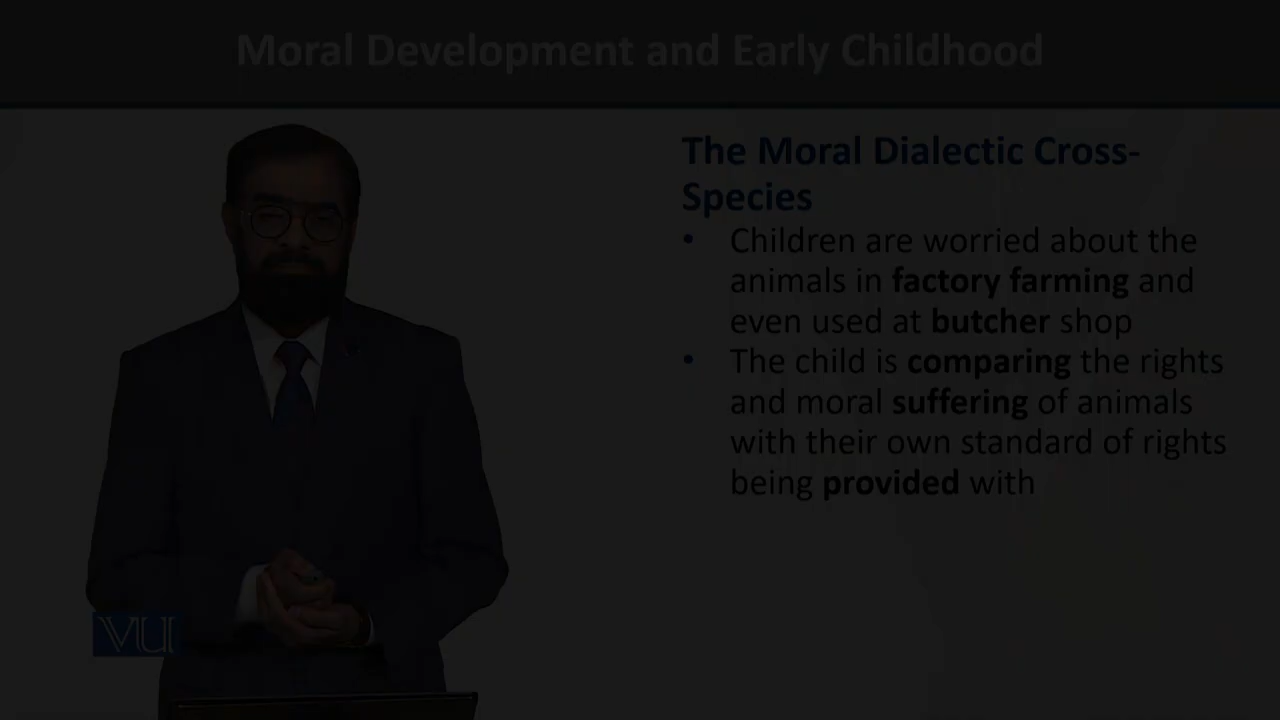 Moral Development and Early Childhood
The Moral Dialectic Cross-
Species
• Children are worried about the
animals in factory farming and
even used at butcher shop
• The child is comparing the rights
and moral suffering of animals
with their own standard of rights
being provided with
VU